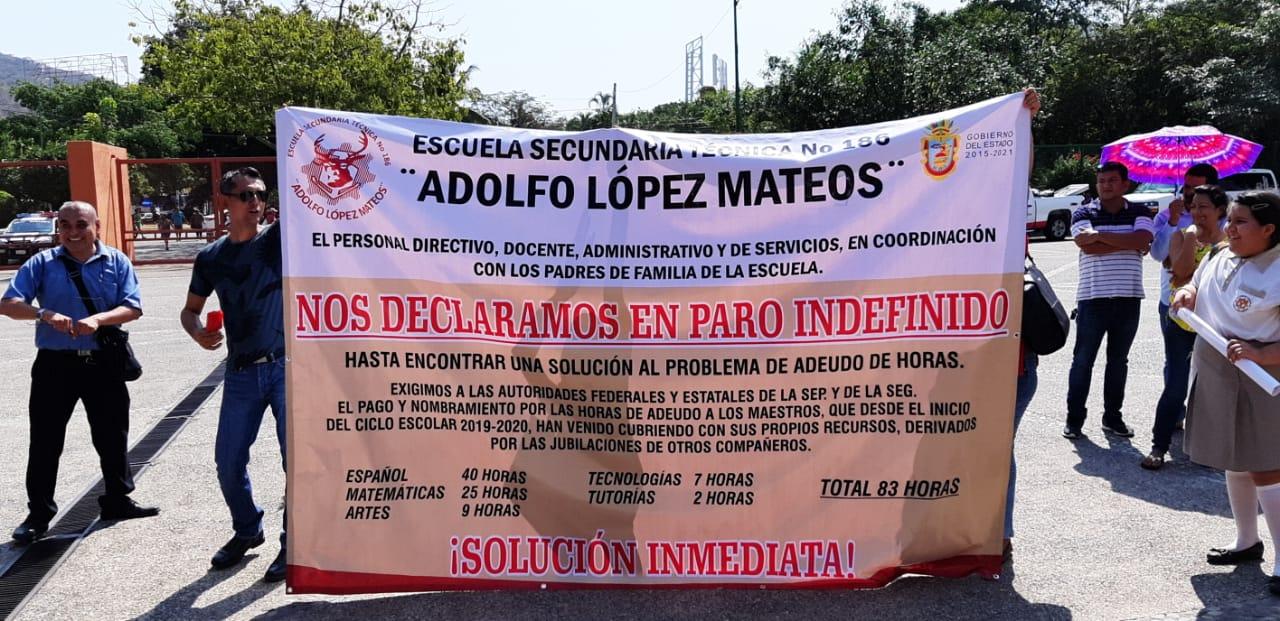 ESCUELA SECUNDARIA TÉCNICA No 186
"ADOLFO LÓPEZ MATEOS"
ESCUELA SECUNDARIA TÉCNICA No 186
"ADOLFO LÓPEZ MATEOS"
GOBIERNO
DEL ESTADO
2015-2021
EL PERSONAL DIRECTIVO, DOCENTE, ADMINISTRATIVO Y DE SERVICIOS, EN COORDINACIÓN
CON LOS PADRES DE FAMILIA DE LA ESCUELA.
NOS DECLARAMOS EN PARO INDEFINIDO
HASTA ENCONTRAR UNA SOLUCIÓN AL PROBLEMA DE ADEUDO DE HORAS.
EXIGIMOS A LAS AUTORIDADES FEDERALES Y ESTATALES DE LA SEP. Y DE LA SEG.
EL PAGO Y NOMBRAMIENTO POR LAS HORAS DE ADEUDO A LOS MAESTROS, QUE DESDE EL INICIO
DEL CICLO ESCOLAR 2019-2020, HAN VENIDO CUBRIENDO CON SUS PROPIOS RECURSOS, DERIVADOS
POR LAS JUBILACIONES DE OTROS COMPAÑEROS.
ESPAÑOL 40 HORAS TECNOLOGÍAS 7 HORAS TOTAL 83 HORAS
MATEMÁTICAS 25 HORAS TUTORÍAS 2 HORAS
ARTES 9 HORAS
¡SOLUCIÓN INMEDIATA!